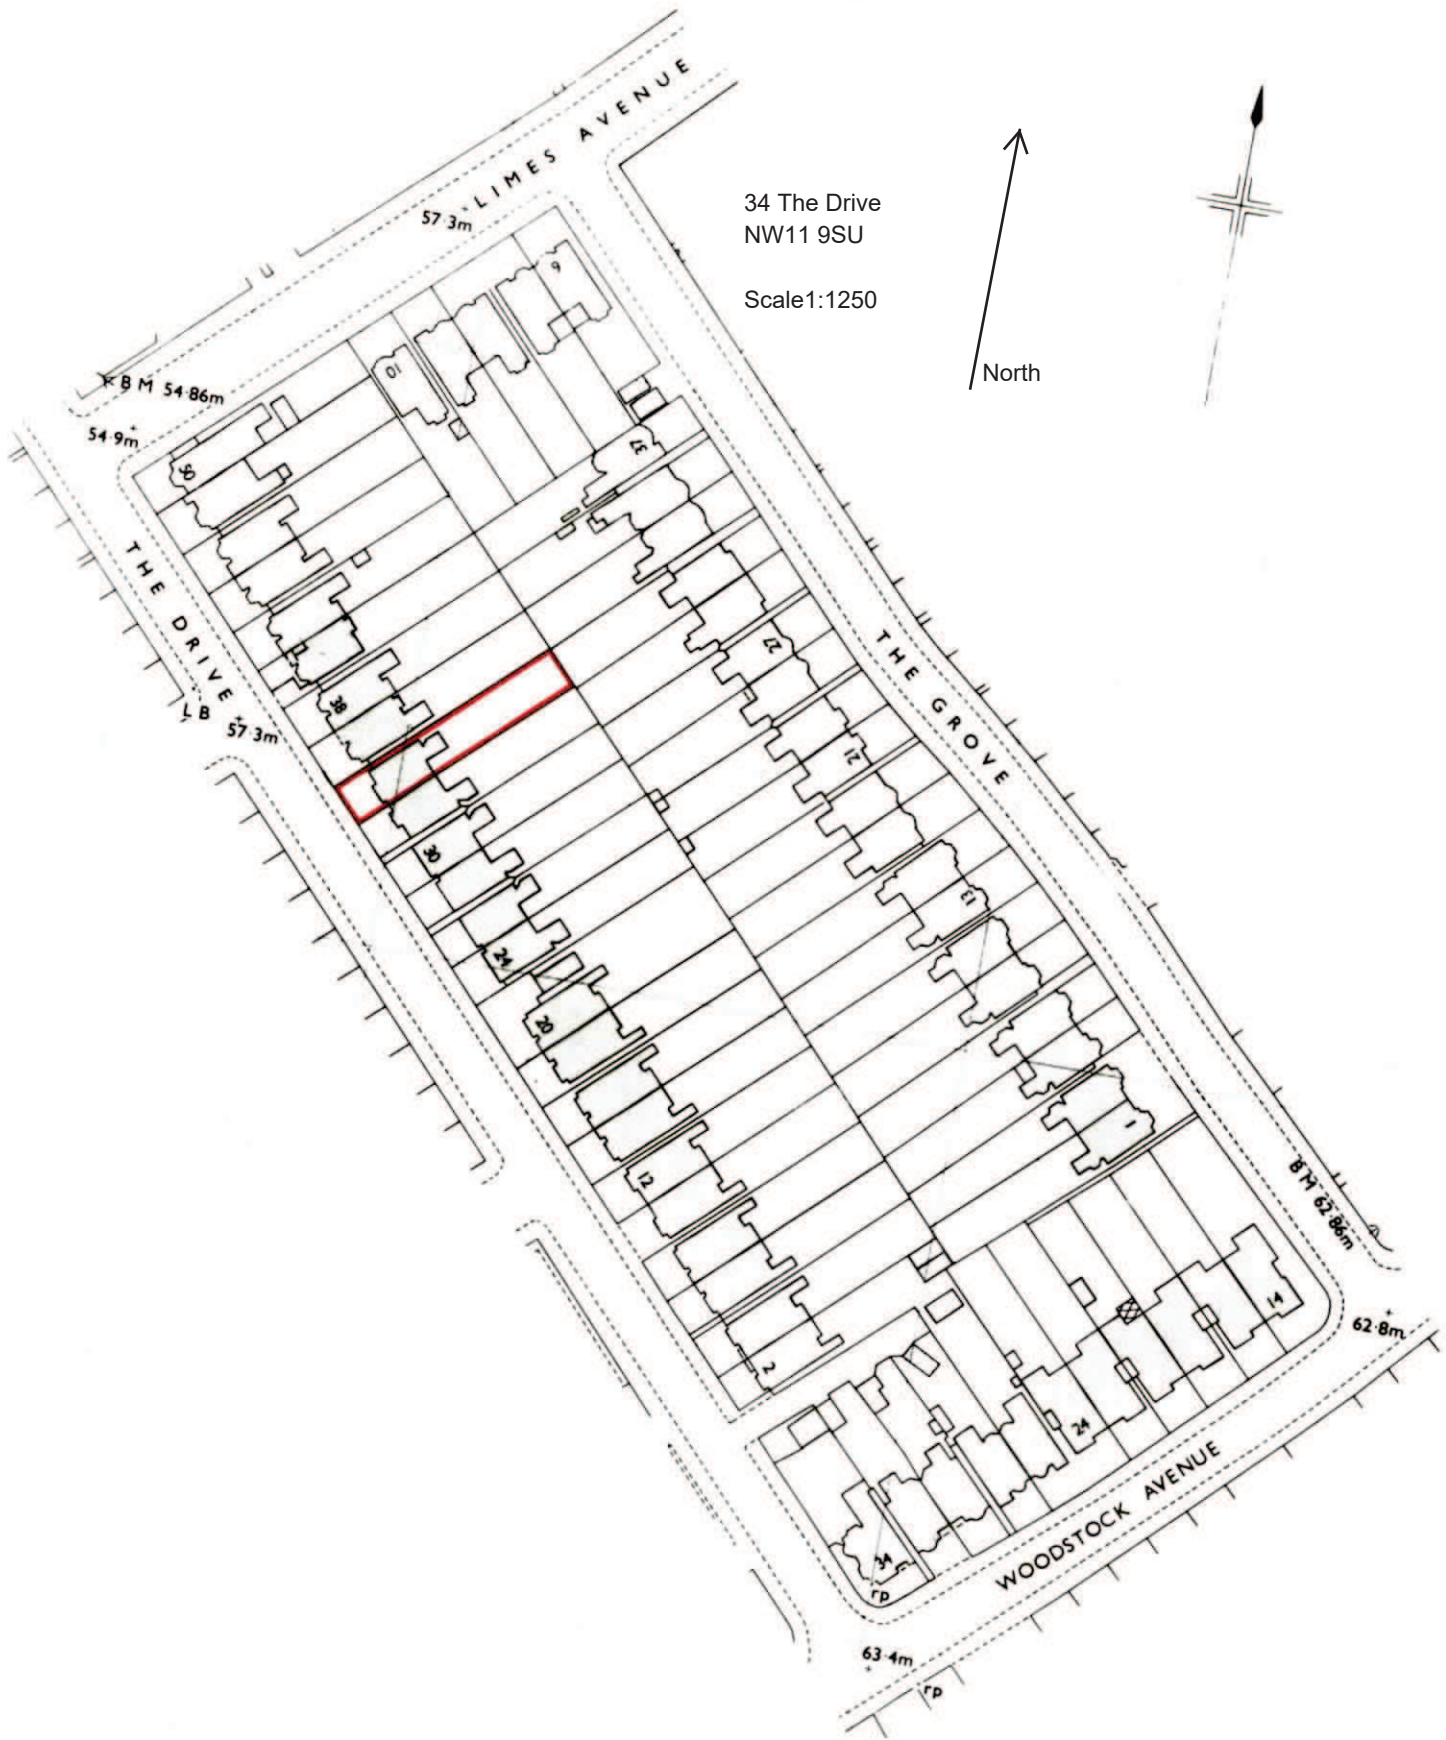 LIMES AVENUE
57·3m
34 The Drive
NW11 9SU
Scale1:1250
North
9
10
BM 54·86m
54·9m
50
37
THE DRIVE
27
THE GROVE
38
LB
57·3m
21
30
13
24
20
1
12
BM 62·86m
14
62·8m
2
24
WOODSTOCK AVENUE
34
rp
63·4m
rp